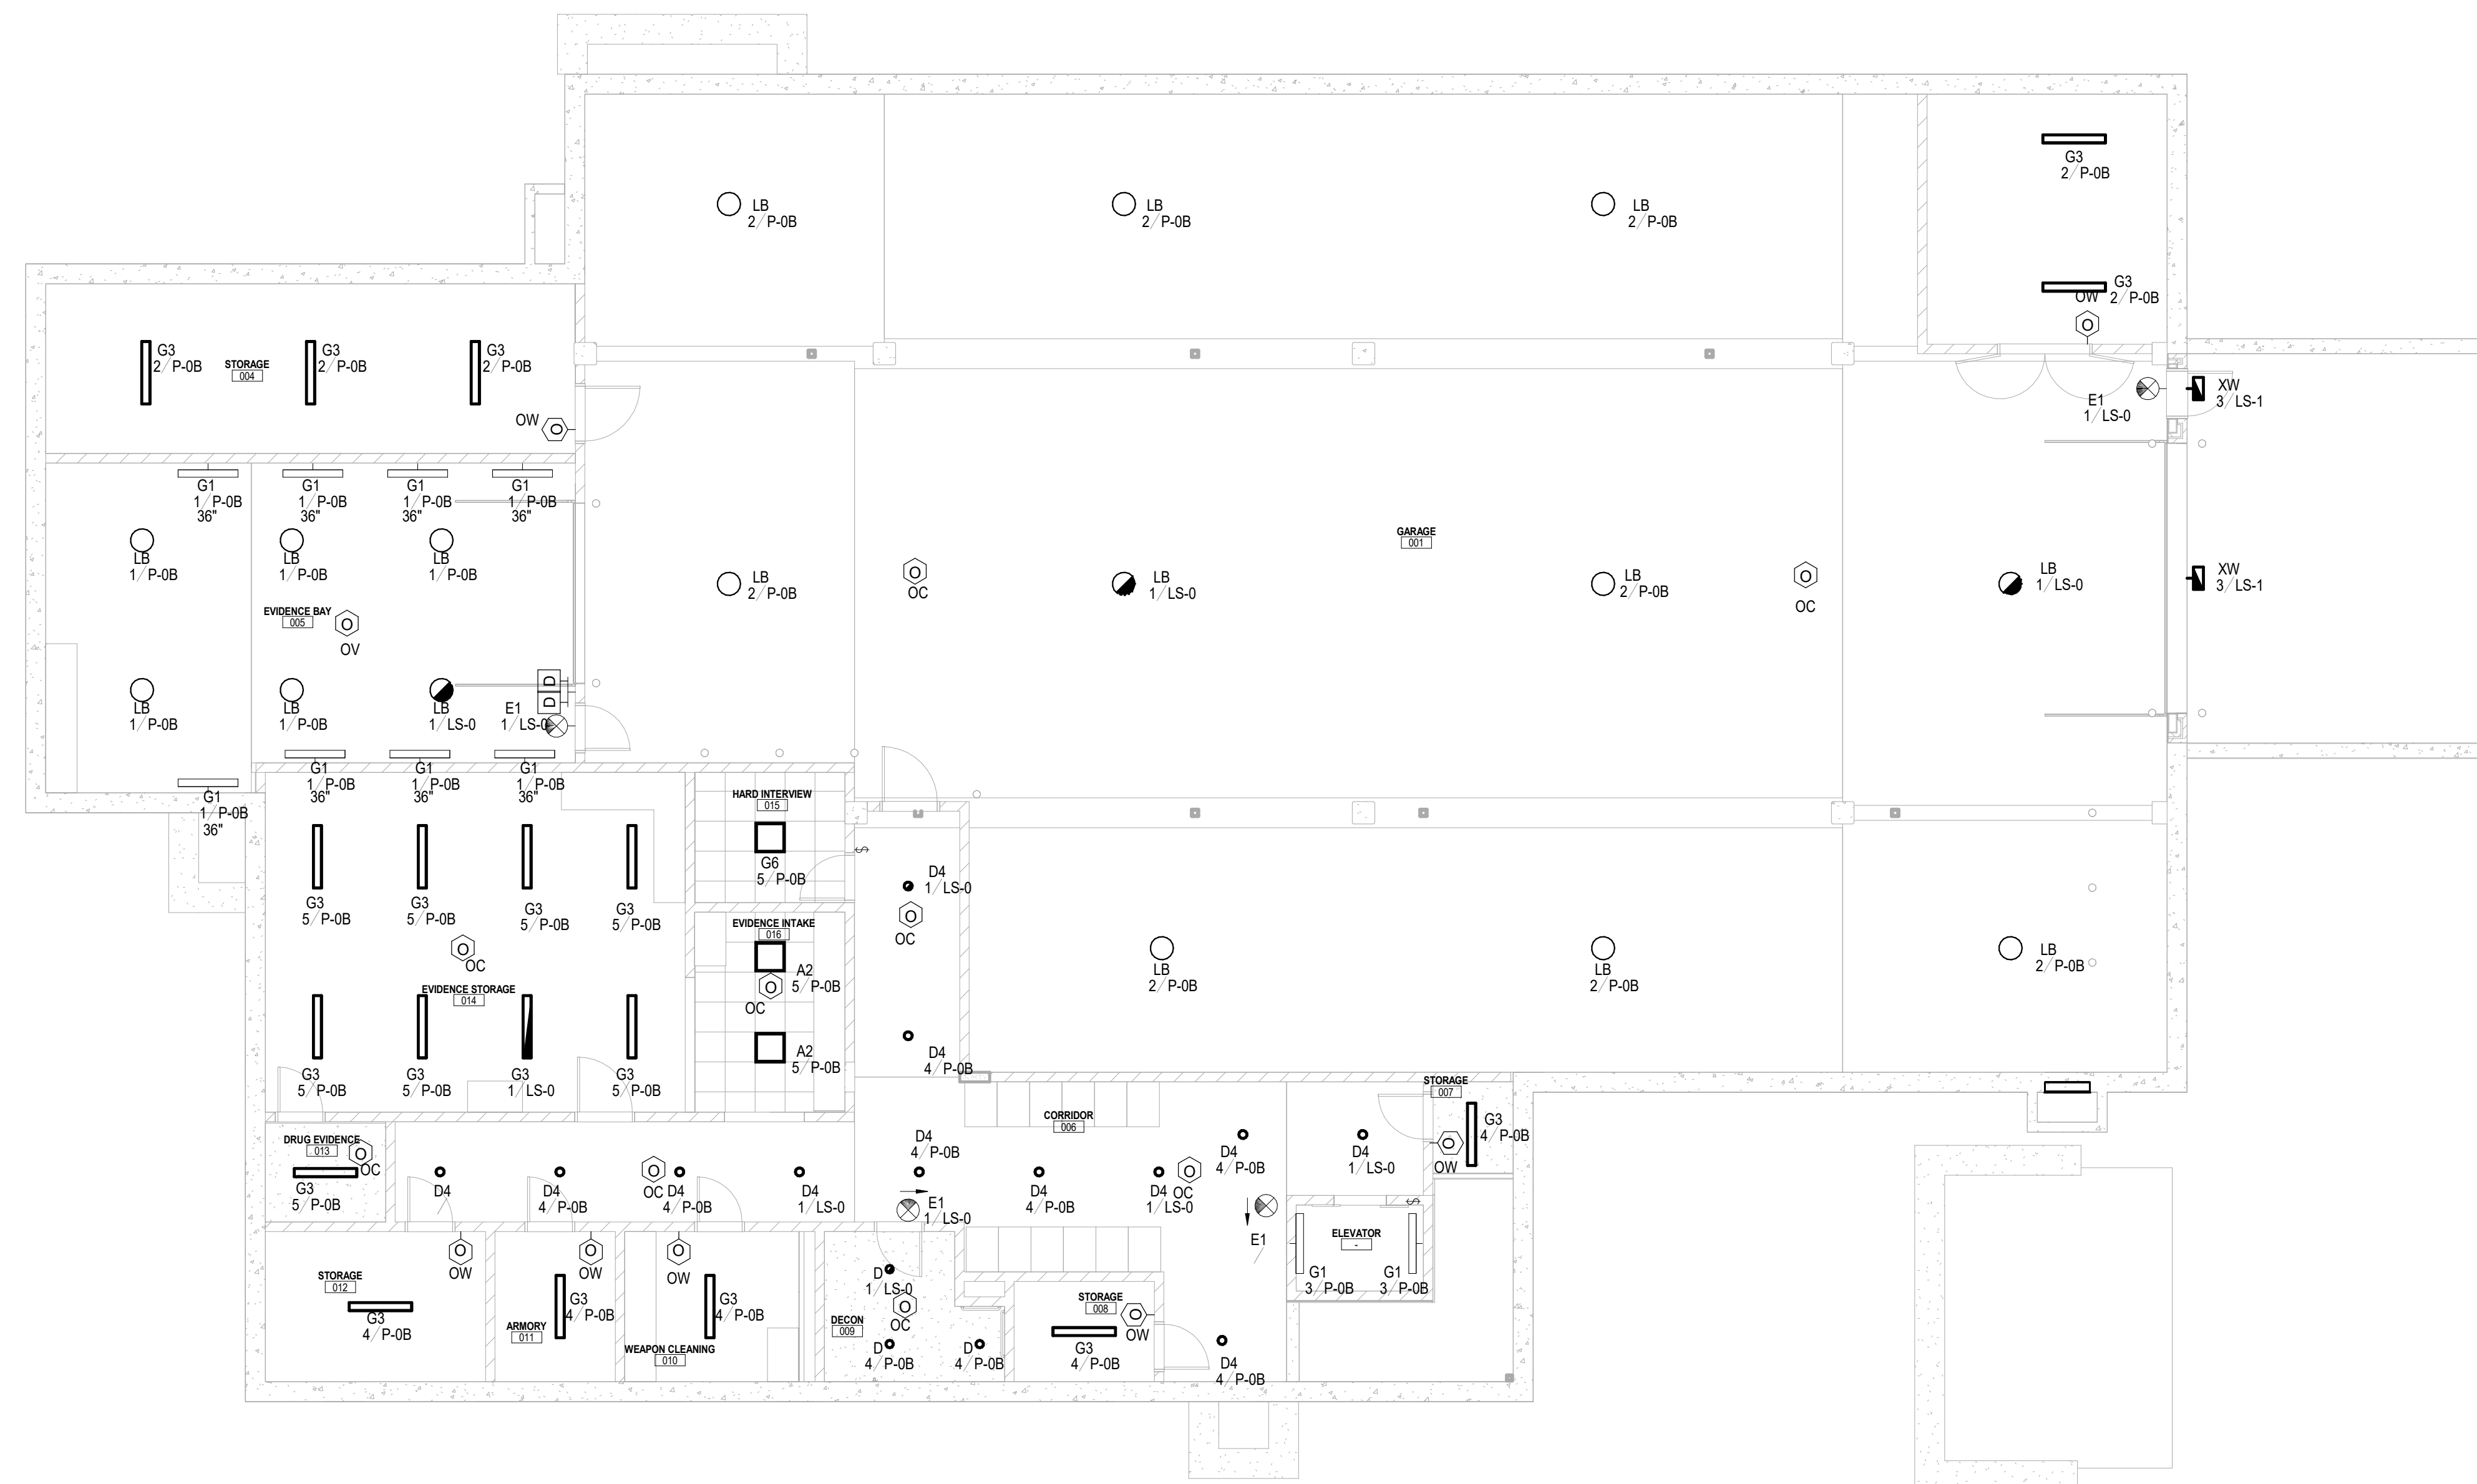 LB
2/P-0B
LB
2/P-0B
LB
2/P-0B
G3
2/P-0B
G3
2/P-0B
OW
O
G3
2/P-0B
STORAGE
004
G3
2/P-0B
G3
2/P-0B
OW
O
E1
1/LS-0
XW
3/LS-1
G1
1/P-0B
36"
G1
1/P-0B
36"
G1
1/P-0B
36"
G1
1/P-0B
36"
GARAGE
001
LB
1/P-0B
LB
1/P-0B
LB
1/P-0B
LB
2/P-0B
O
OC
LB
1/LS-0
LB
2/P-0B
O
OC
LB
1/LS-0
XW
3/LS-1
EVIDENCE BAY
005
O
OV
D
D
LB
1/P-0B
LB
1/P-0B
LB
1/LS-0
E1
1/LS-0
G1
1/P-0B
36"
G1
1/P-0B
36"
G1
1/P-0B
36"
G1
1/P-0B
36"
HARD INTERVIEW
015
G6
5/P-0B
$
D4
1/LS-0
O
OC
G3
5/P-0B
G3
5/P-0B
G3
5/P-0B
G3
5/P-0B
EVIDENCE INTAKE
016
A2
5/P-0B
O
OC
A2
5/P-0B
O
OC
EVIDENCE STORAGE
014
LB
2/P-0B
LB
2/P-0B
LB
2/P-0B
D4
4/P-0B
G3
5/P-0B
G3
5/P-0B
G3
1/LS-0
G3
5/P-0B
STORAGE
007
G3
4/P-0B
O
OW
CORRIDOR
006
DRUG EVIDENCE
013
O
OC
G3
5/P-0B
D4
/
D4
4/P-0B
O
OC
D4
4/P-0B
D4
1/LS-0
D4
4/P-0B
E1
1/LS-0
D4
4/P-0B
D4
1/LS-0
O
OC
D4
4/P-0B
D4
1/LS-0
E1
/
$
ELEVATOR
-
G1
3/P-0B
G1
3/P-0B
O
OW
O
OW
O
OW
STORAGE
012
G3
4/P-0B
ARMORY
011
G3
4/P-0B
WEAPON CLEANING
010
G3
4/P-0B
D
1/LS-0
O
OC
DECON
009
D
4/P-0B
D
4/P-0B
STORAGE
008
O
OW
G3
4/P-0B
D4
4/P-0B